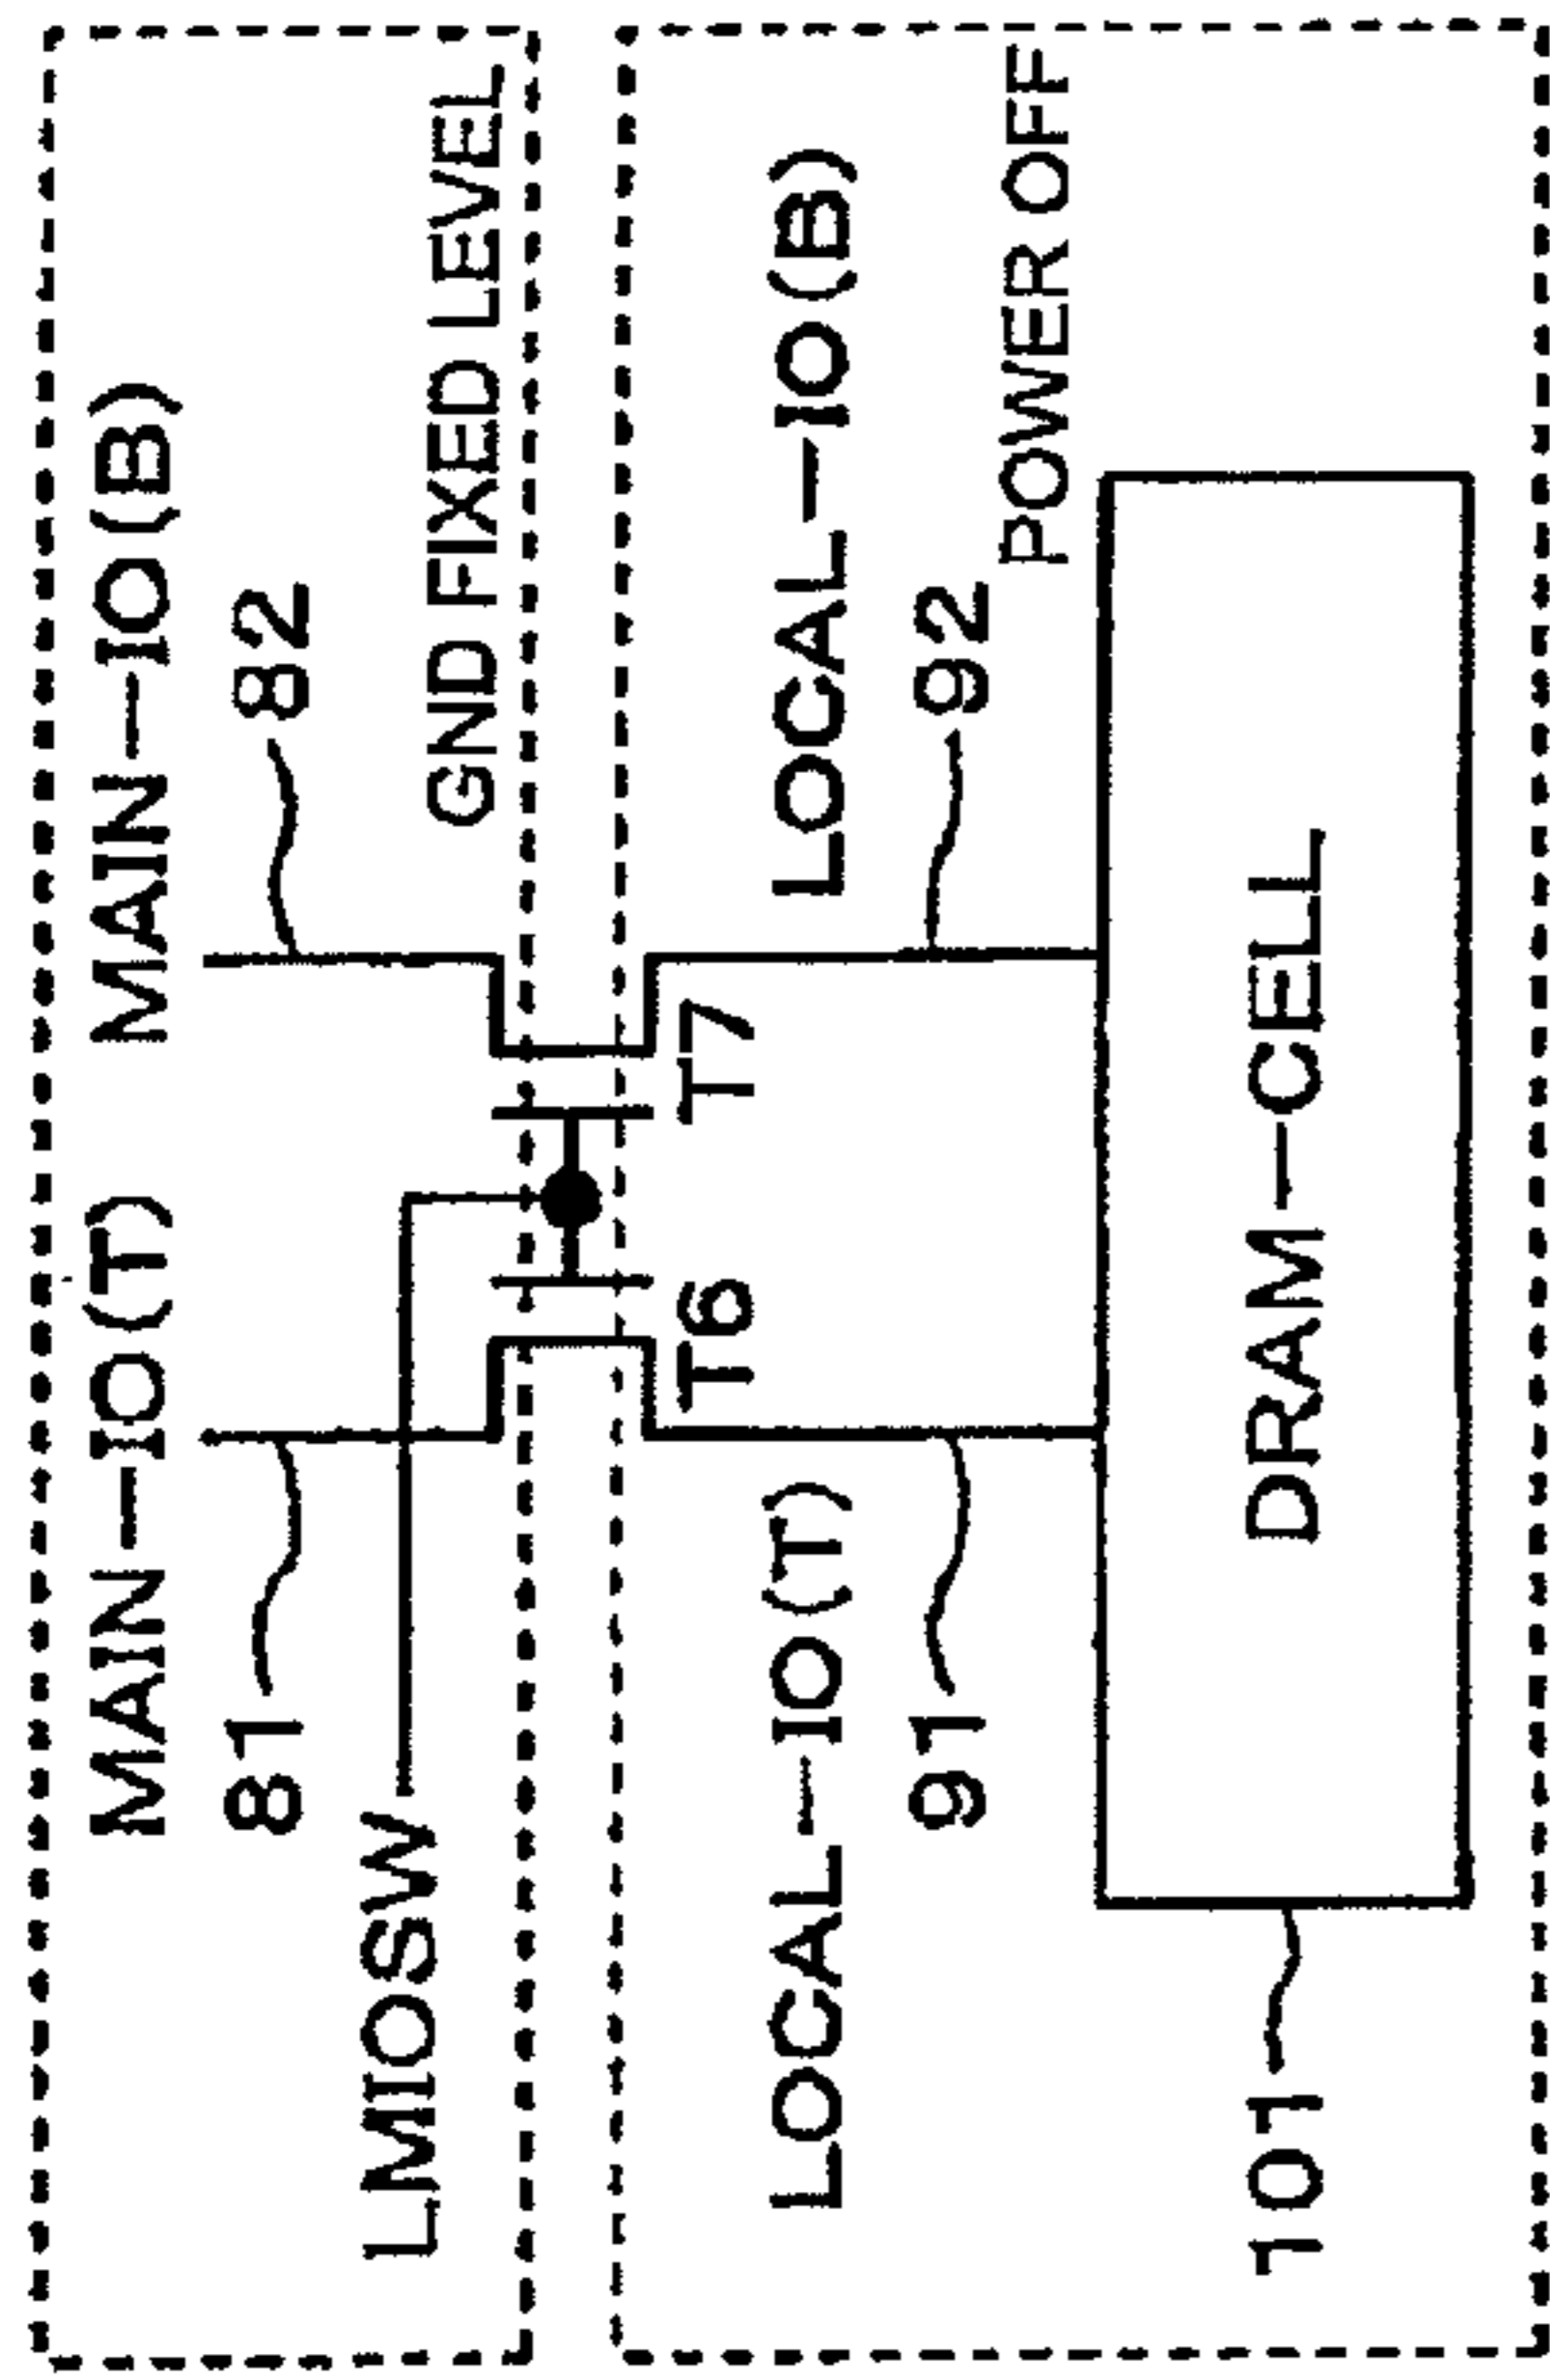 MAIN-IO(T) MAIN-IO(B)
81 82
LMIOSW
GND FIXED LEVEL
T6 T7
LOCAL-IO(T) LOCAL-IO(B)
91 92
POWER OFF
101 DRAM-CELL